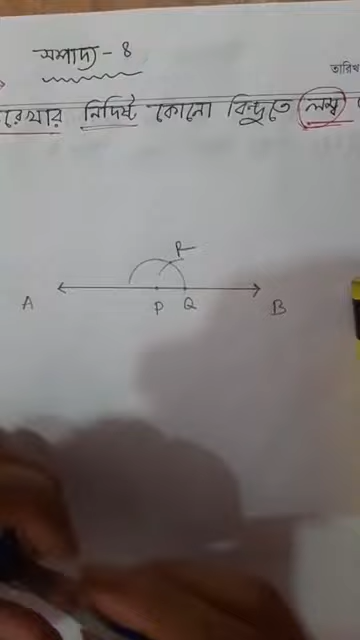 সম্পাদ্য - ৪
তারিখ
রেখার নির্দিষ্ট কোনো বিন্দুতে লম্ব
R
A P Q B